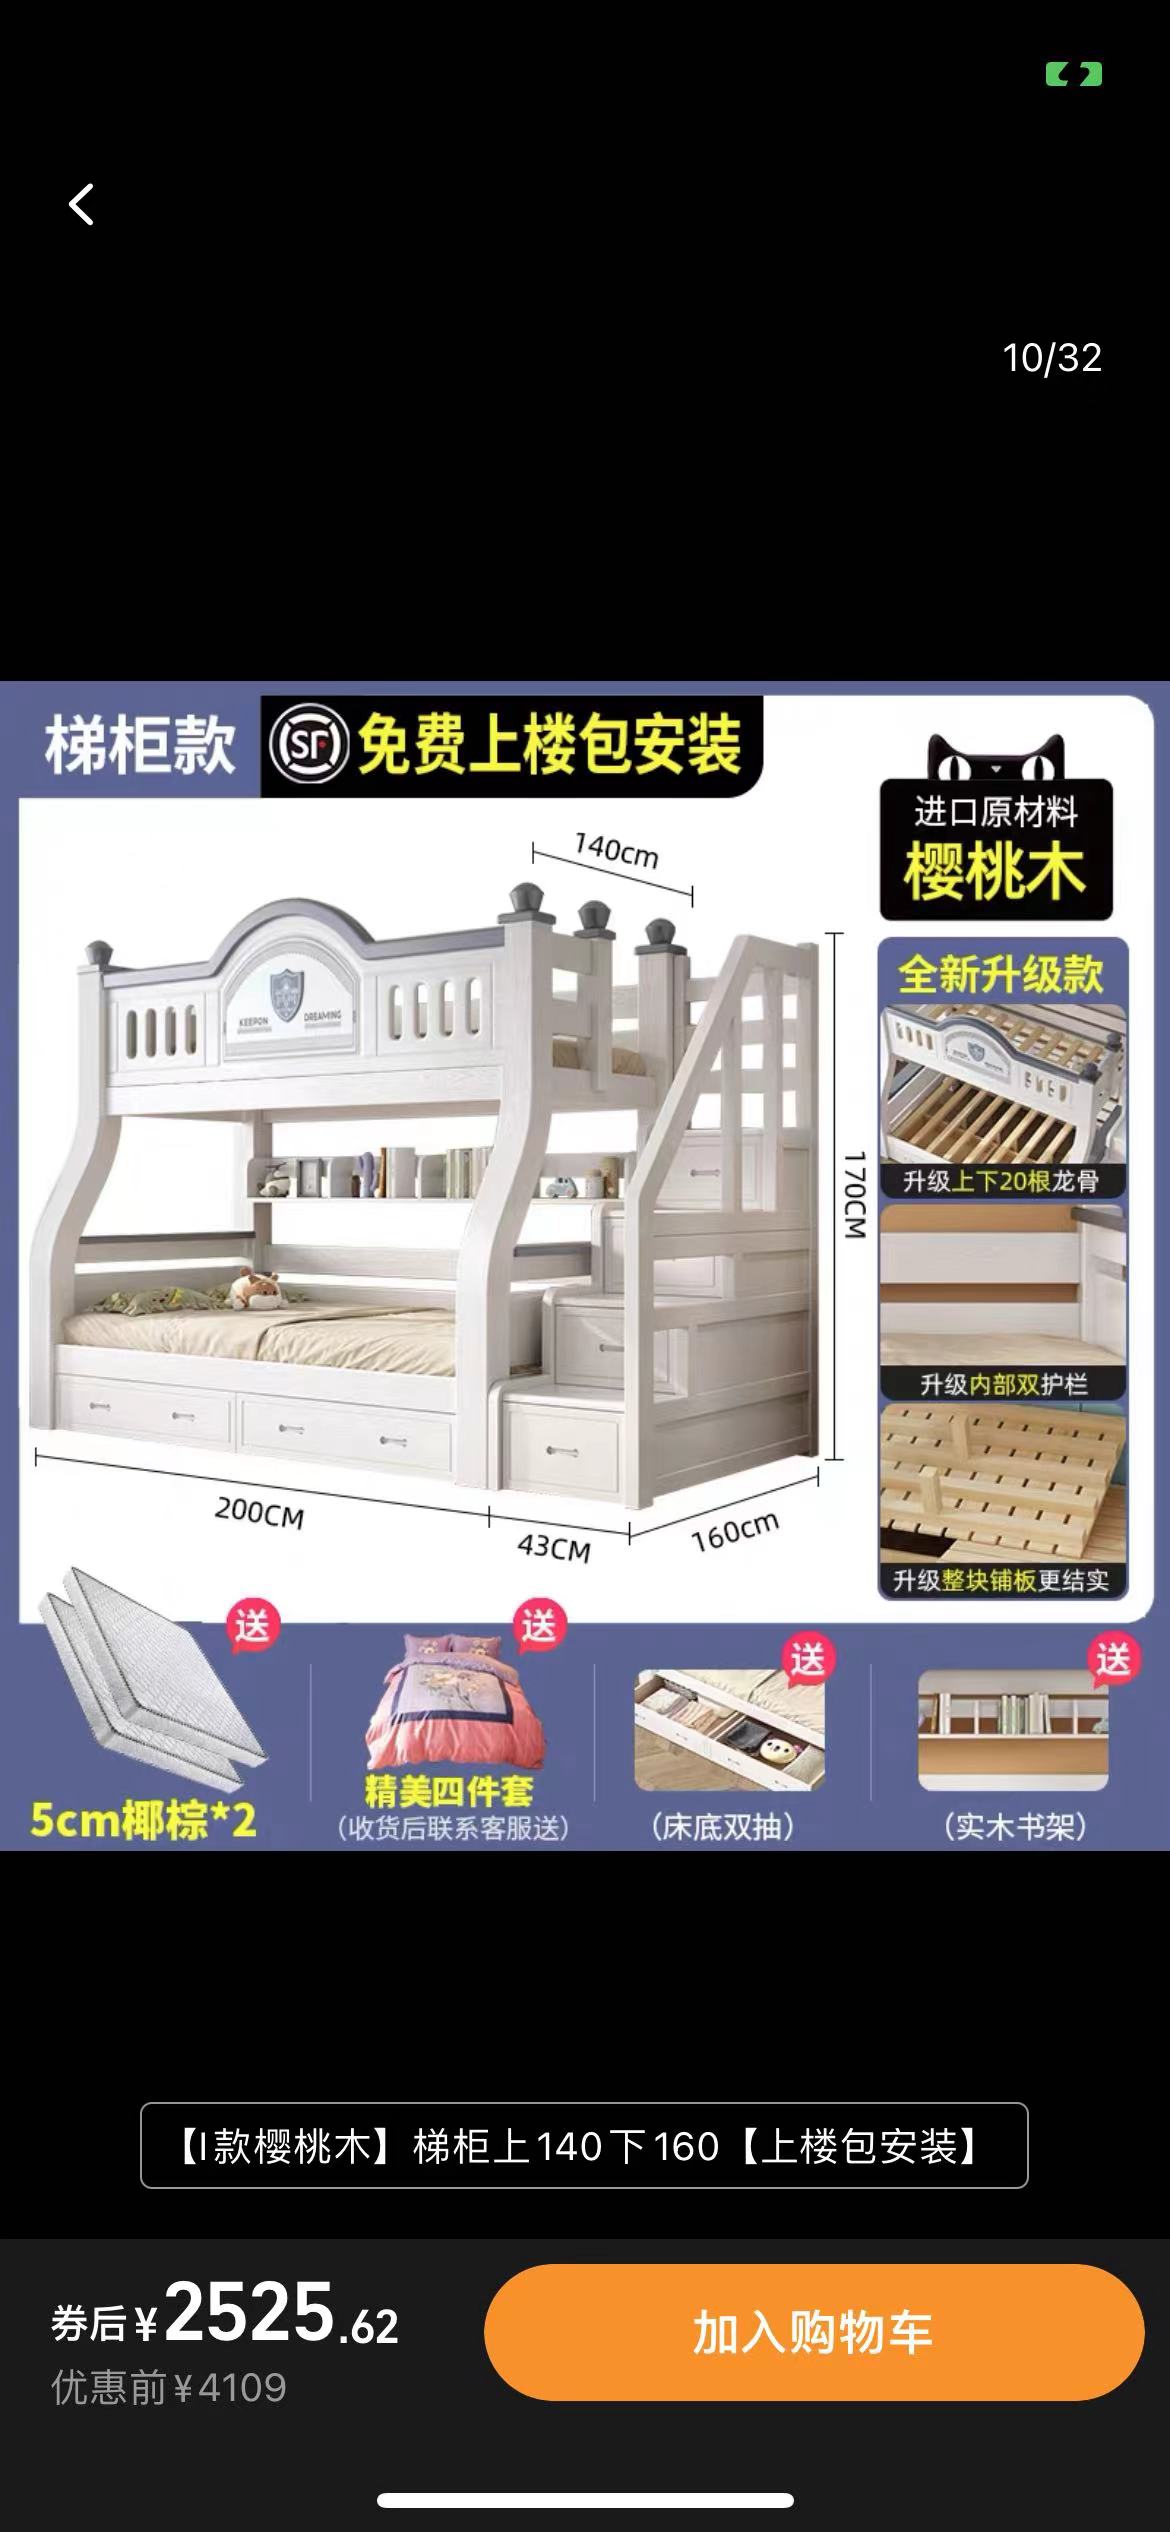 10/32
梯柜款
SF
免费上楼包安装
进口原材料
樱桃木
140cm
全新升级款
KEEPON
DREAMING
升级上下20根龙骨
170CM
升级内部双护栏
200CM
43CM
160cm
升级整块铺板更结实
送
送
送
送
5cm椰棕*2
精美四件套
（收货后联系客服送）
（床底双抽）
（实木书架）
【I款樱桃木】梯柜上140下160【上楼包安装】
券后¥2525.62
优惠前¥4109
加入购物车